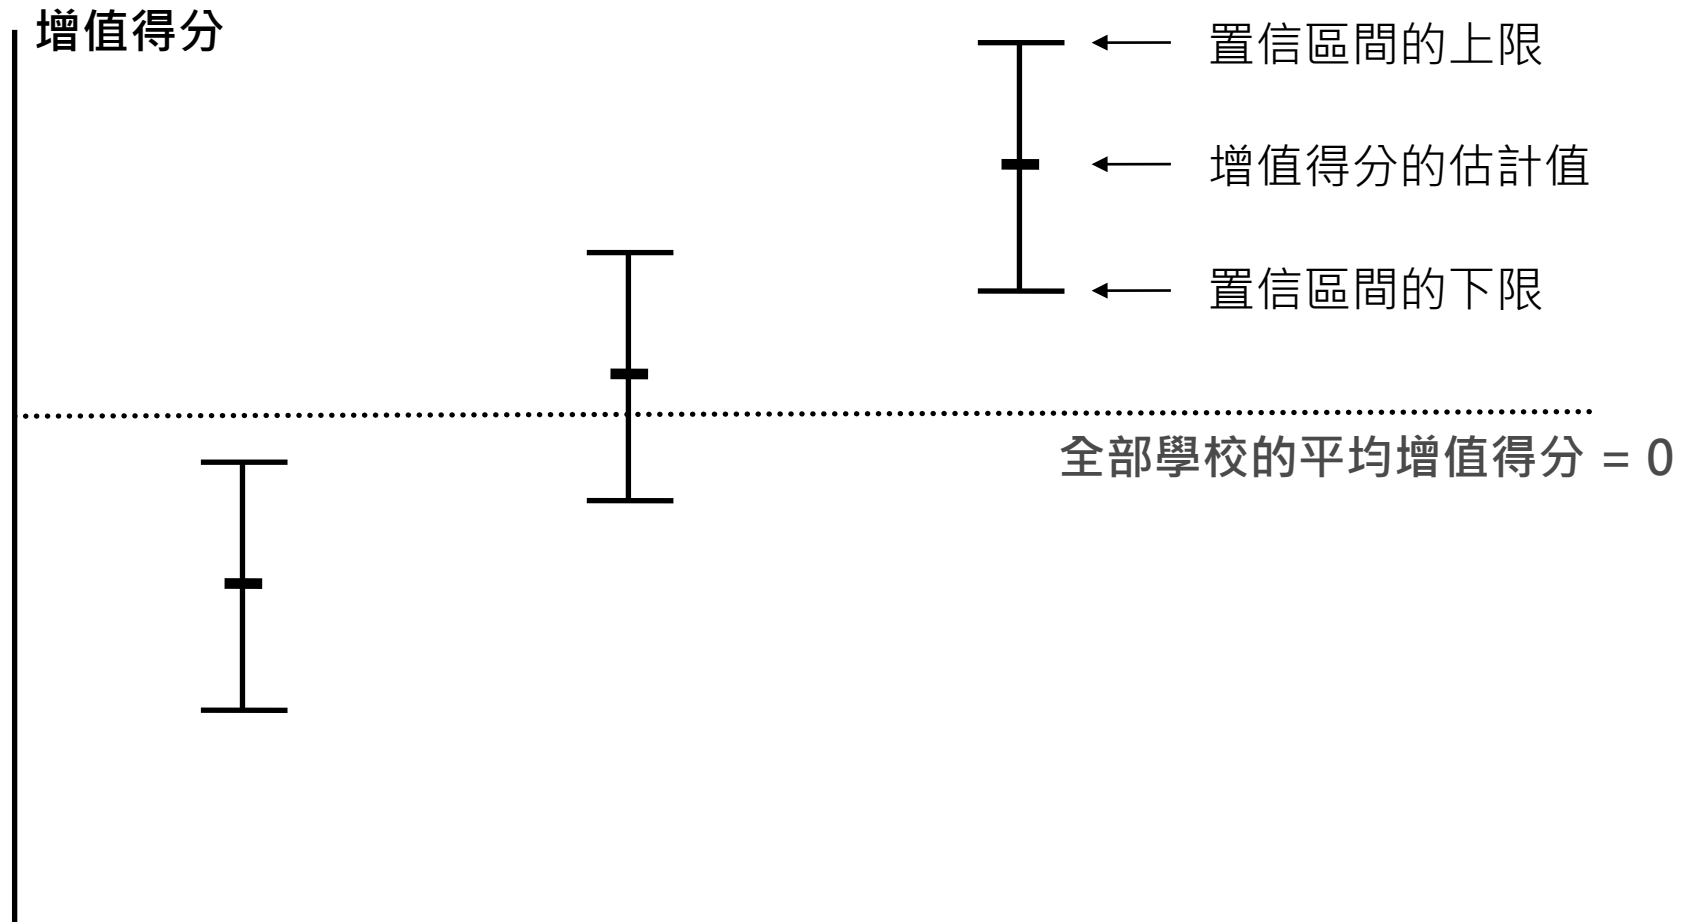 增值得分
置信區間的上限
增值得分的估計值
置信區間的下限
全部學校的平均增值得分 = 0